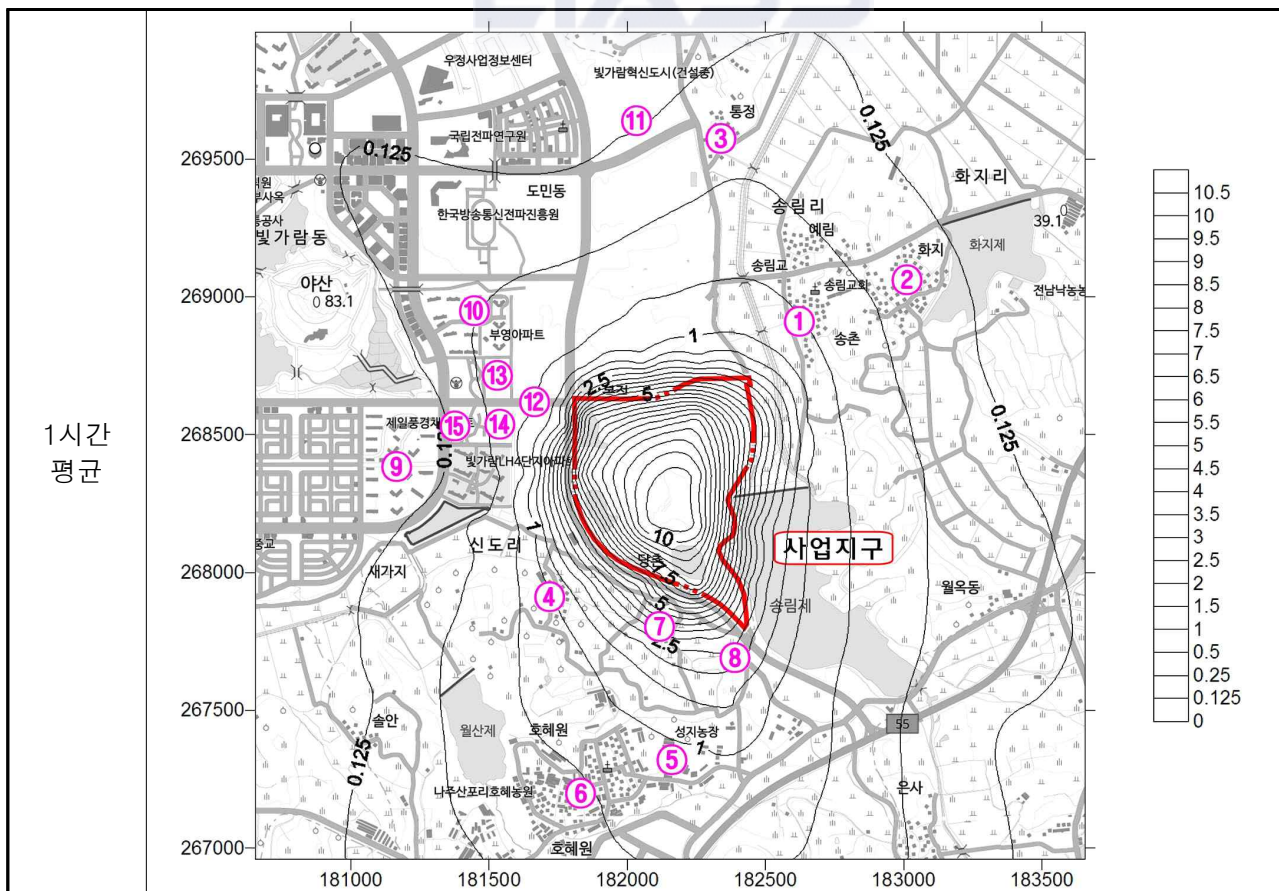 1시간
평균
우정사업정보센터
빛가람혁신도시(건설중)
통정
⑪
③
0.125
0.125
269500
국립전파연구원
도민동
화지리
한국방송통신전파진흥원
송림리
예림
39.1
빛가람동
화지
화지제
송림교
②
269000
야산
83.1
송림교회
⑩
①
송촌
부영아파트
1
⑬
2.5
5
⑫
268500
⑮
⑭
제일풍경채
0.125
⑨
빛가람LH4단지아파트
10
1
신도리
사업지구
당촌
7.5
268000
새가지
월옥동
④
5
송림제
⑦
2.5
⑧
267500
솔안
월산제
호혜원
성지농장
1
55
⑤
0.125
나주산포리호혜농원
⑥
은사
호혜원
267000
181000
181500
182000
182500
183000
183500
10.5
10
9.5
9
8.5
8
7.5
7
6.5
6
5.5
5
4.5
4
3.5
3
2.5
2
1.5
1
0.5
0.25
0.125
0